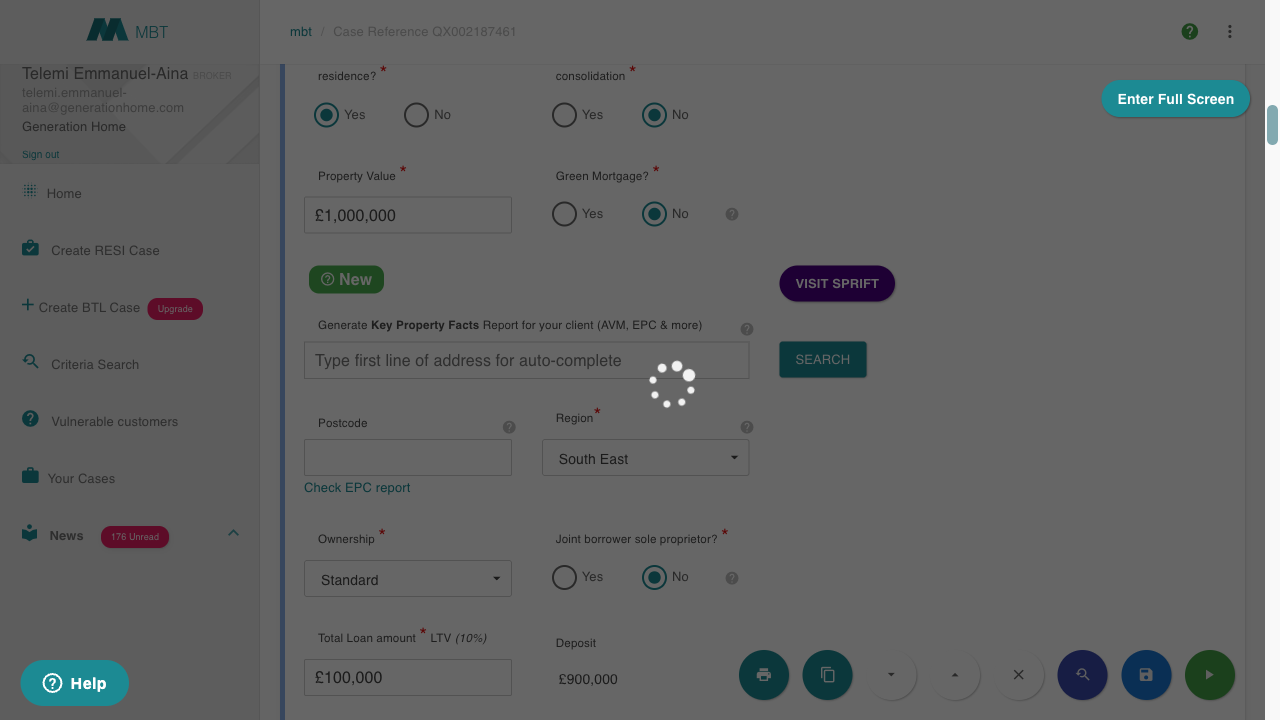 MBT
mbt / Case Reference QX002187461
Telemi Emmanuel-Aina BROKER
telemi.emmanuel-
aina@generationhome.com
Generation Home
Sign out
Home
Create RESI Case
Create BTL Case Upgrade
Criteria Search
Vulnerable customers
Your Cases
News 176 Unread
Help
Enter Full Screen
residence? * consolidation *
Yes No Yes No
Property Value * Green Mortgage? *
£1,000,000 Yes No ?
New VISIT SPRIFT
Generate Key Property Facts Report for your client (AVM, EPC & more) ?
Type first line of address for auto-complete SEARCH
Postcode ? Region * ?
South East
Check EPC report
Ownership * Joint borrower sole proprietor? *
Standard Yes No ?
Total Loan amount * LTV (10%) Deposit
£100,000 £900,000